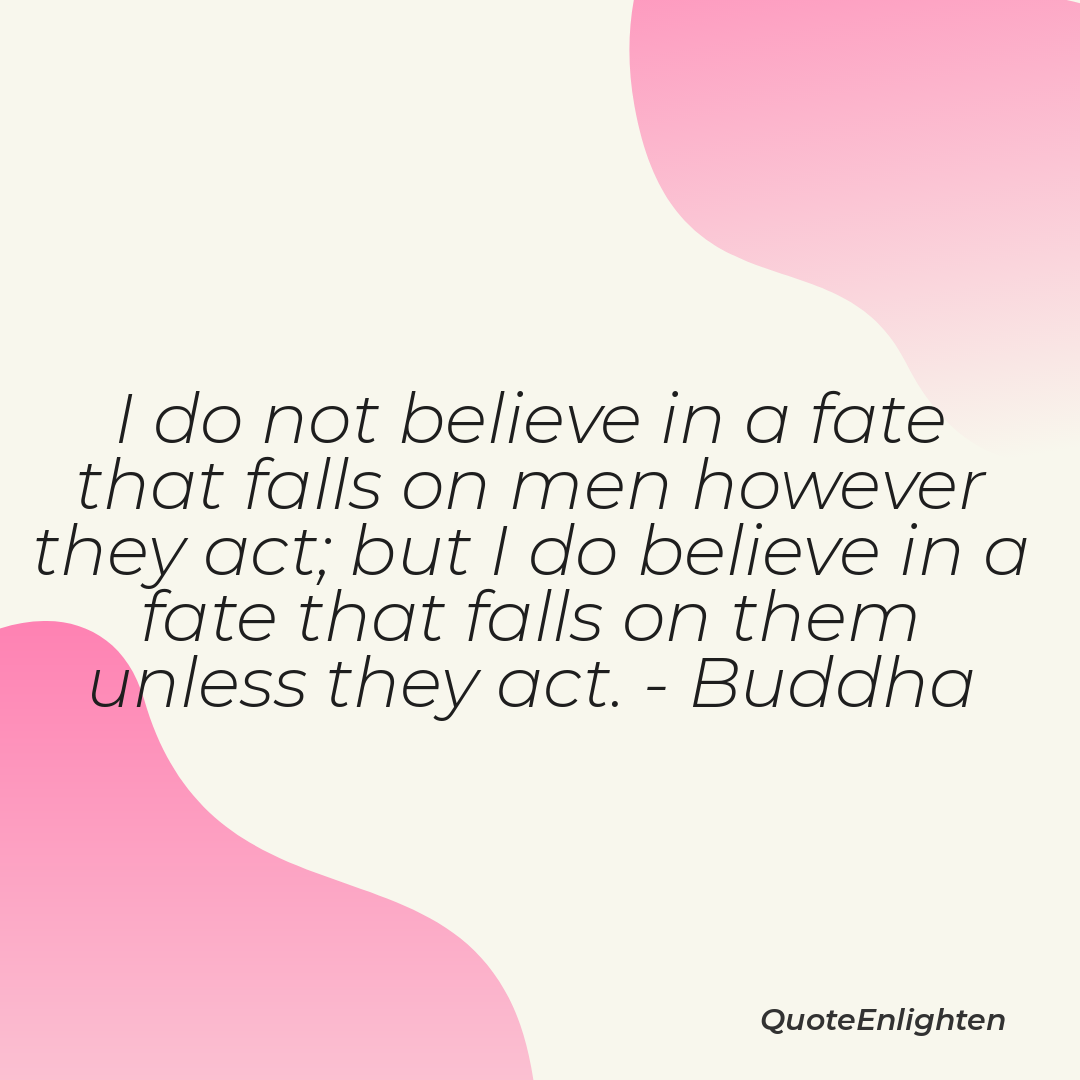 I do not believe in a fate
that falls on men however
they act; but I do believe in a
fate that falls on them
unless they act. - Buddha
QuoteEnlighten